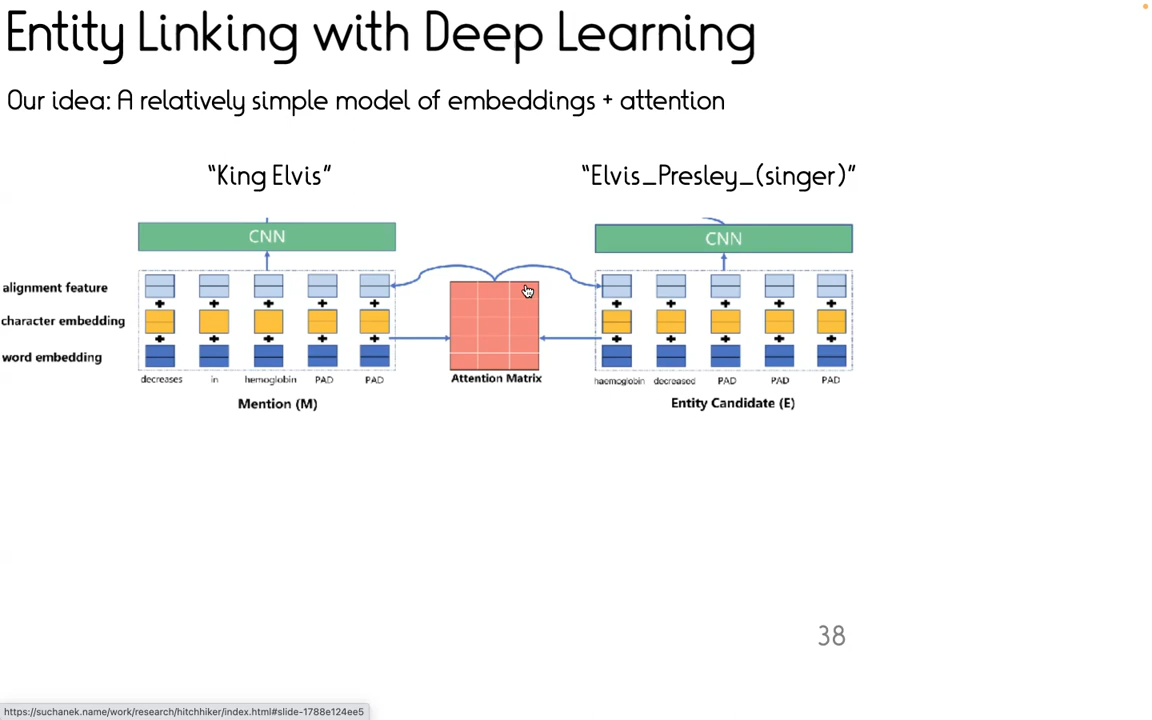 Entity Linking with Deep Learning
Our idea: A relatively simple model of embeddings + attention
“King Elvis” “Elvis_Presley_(singer)”
CNN CNN
alignment feature
character embedding
word embedding
decreases in hemoglobin PAD PAD Attention Matrix haemoglobin decreased PAD PAD PAD
Mention (M) Entity Candidate (E)
38
https://suchanek.name/work/research/hitchhiker/index.html#slide-1788e124ee5